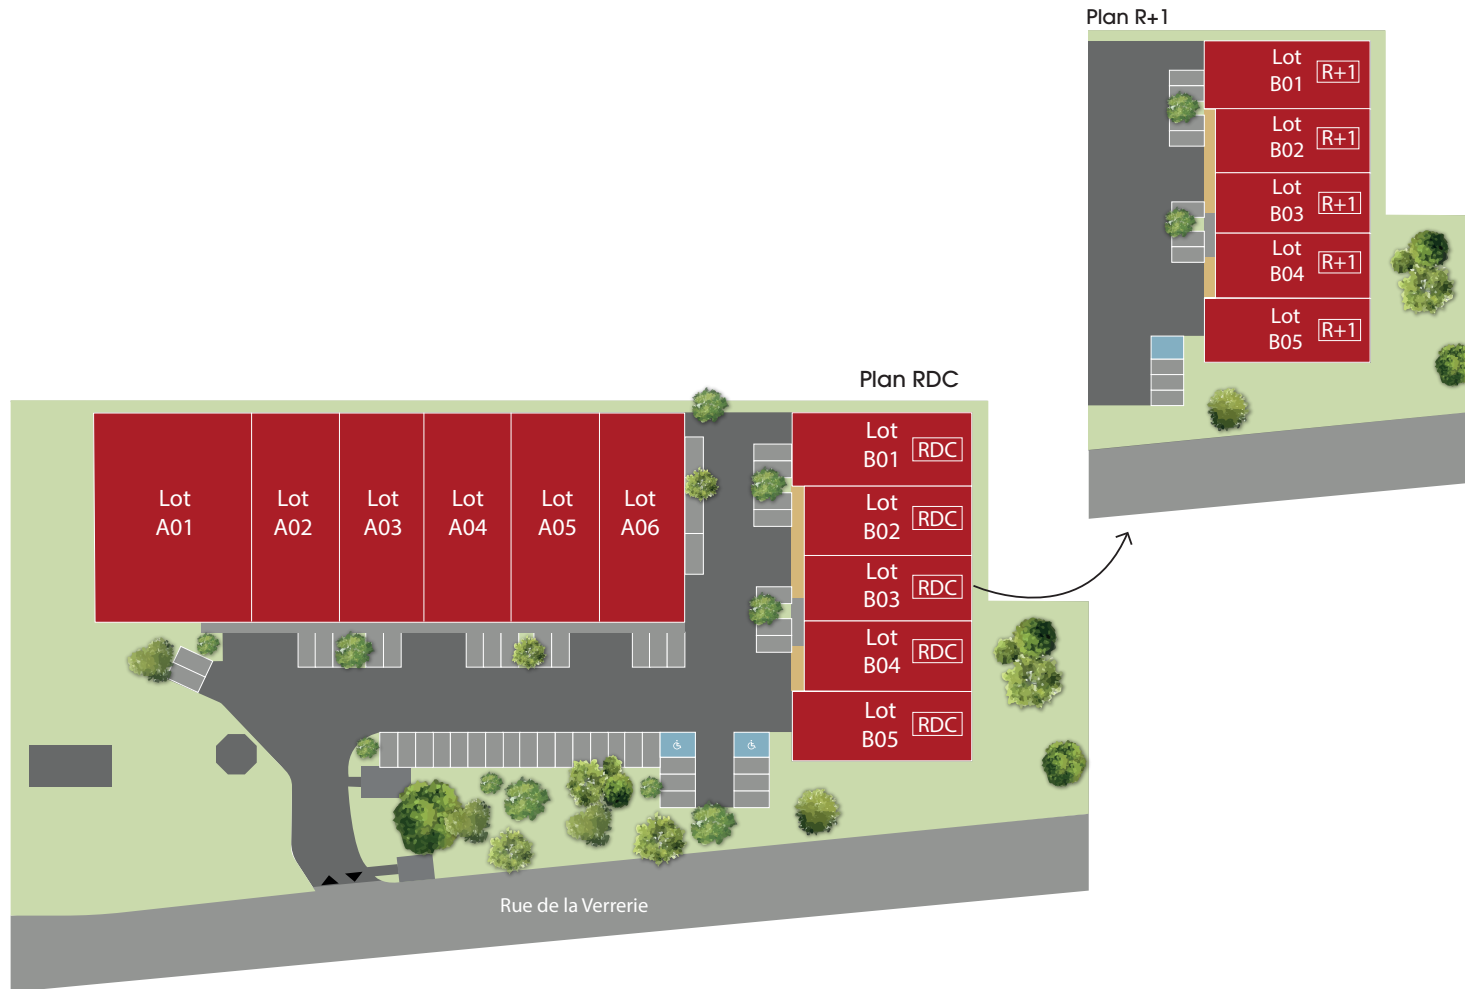 Plan R+1
Lot
B01
R+1
Lot
B02
R+1
Lot
B03
R+1
Lot
B04
R+1
Lot
B05
R+1
Plan RDC
Lot
A01
Lot
A02
Lot
A03
Lot
A04
Lot
A05
Lot
A06
Lot
B01
RDC
Lot
B02
RDC
Lot
B03
RDC
Lot
B04
RDC
Lot
B05
RDC
Rue de la Verrerie